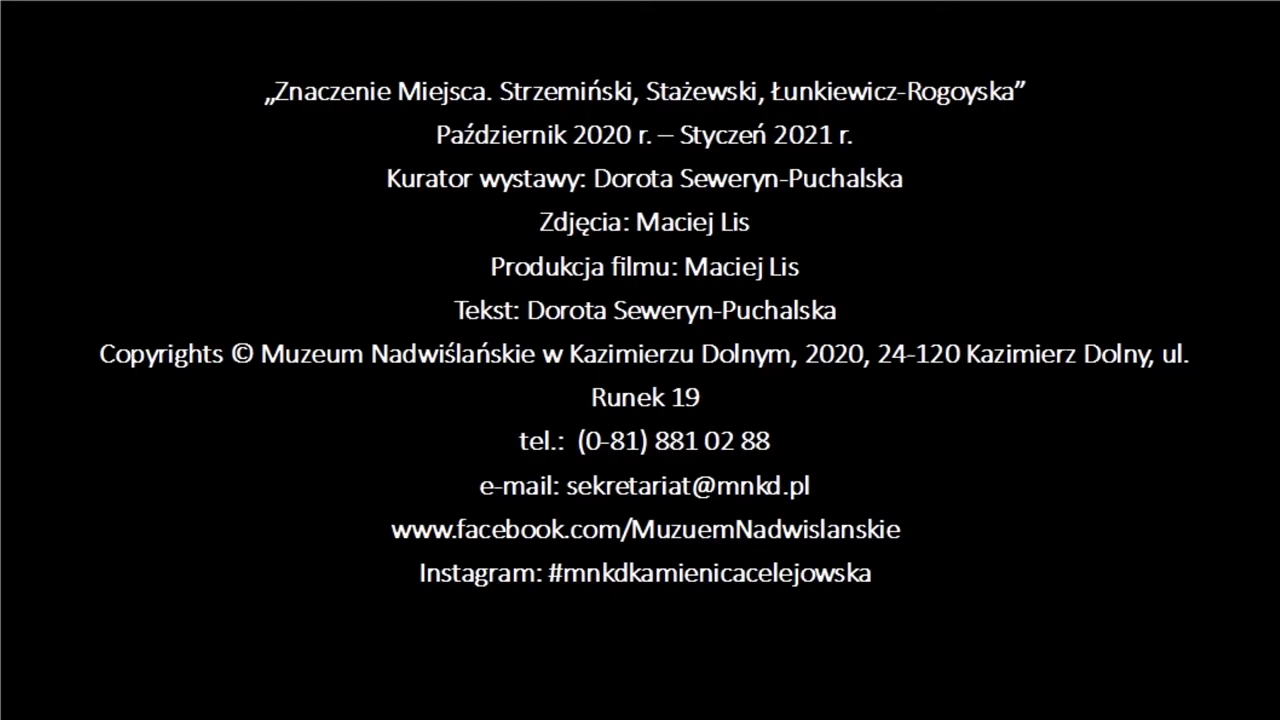 „Znaczenie Miejsca. Strzemiński, Stażewski, Łunkiewicz-Rogoyska”
Październik 2020 r. – Styczeń 2021 r.
Kurator wystawy: Dorota Seweryn-Puchalska
Zdjęcia: Maciej Lis
Produkcja filmu: Maciej Lis
Tekst: Dorota Seweryn-Puchalska
Copyrights © Muzeum Nadwiślańskie w Kazimierzu Dolnym, 2020, 24-120 Kazimierz Dolny, ul.
Runek 19
tel.: (0-81) 881 02 88
e-mail: sekretariat@mnkd.pl
www.facebook.com/MuzuemNadwislanskie
Instagram: #mnkdkamienicacelejowska